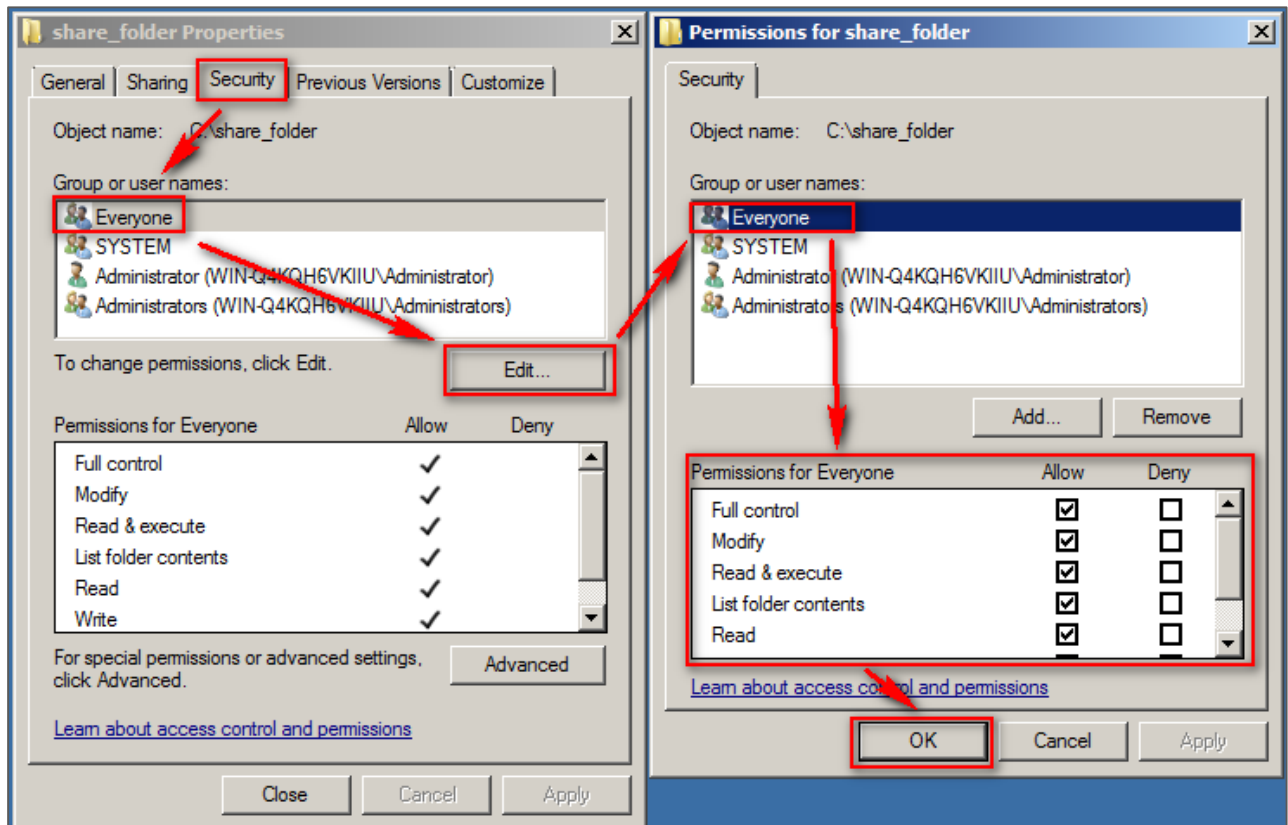 share_folder Properties
General Sharing Security Previous Versions Customize
Object name: C:\share_folder
Group or user names:
Everyone
SYSTEM
Administrator (WIN-Q4KQH6VKIIU\Administrator)
Administrators (WIN-Q4KQH6VKIIU\Administrators)
To change permissions, click Edit.
Edit...
Permissions for Everyone Allow Deny
Full control
Modify
Read & execute
List folder contents
Read
Write
For special permissions or advanced settings,
click Advanced.
Advanced
Learn about access control and permissions
Close Cancel Apply
Permissions for share_folder
Security
Object name: C:\share_folder
Group or user names:
Everyone
SYSTEM
Administrator (WIN-Q4KQH6VKIIU\Administrator)
Administrators (WIN-Q4KQH6VKIIU\Administrators)
Add... Remove
Permissions for Everyone Allow Deny
Full control
Modify
Read & execute
List folder contents
Read
Learn about access control and permissions
OK Cancel Apply